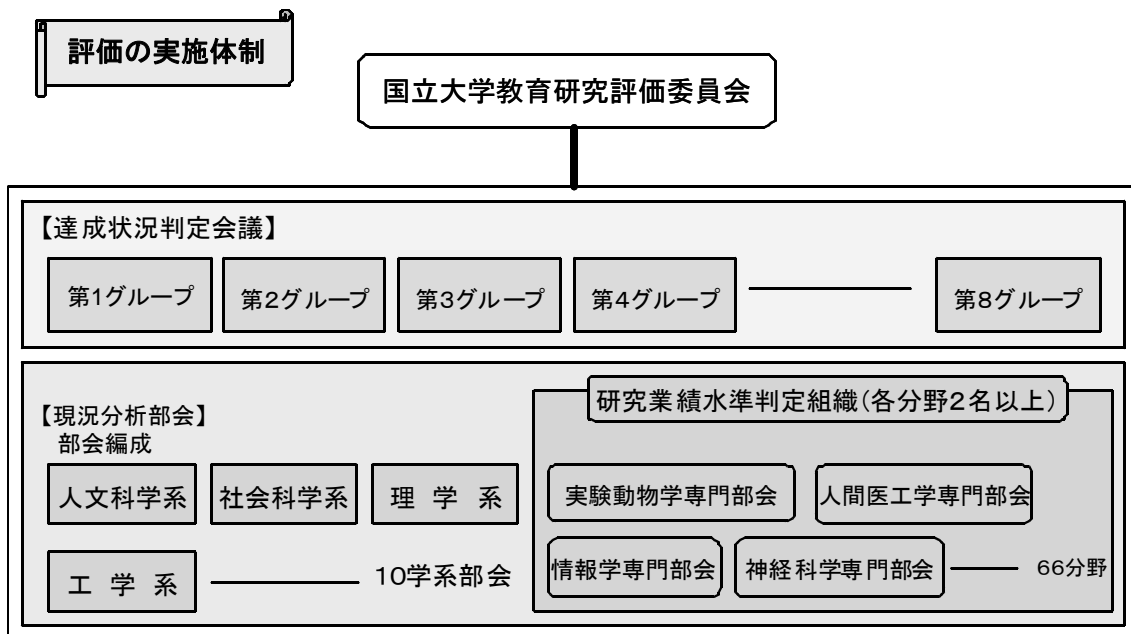 評価の実施体制
国立大学教育研究評価委員会
【達成状況判定会議】
第1グループ 第2グループ 第3グループ 第4グループ 第8グループ
【現況分析部会】
部会編成
人文科学系 社会科学系 理学系
工学系 10学系部会
研究業績水準判定組織(各分野2名以上)
実験動物学専門部会 人間医工学専門部会
情報学専門部会 神経科学専門部会 66分野